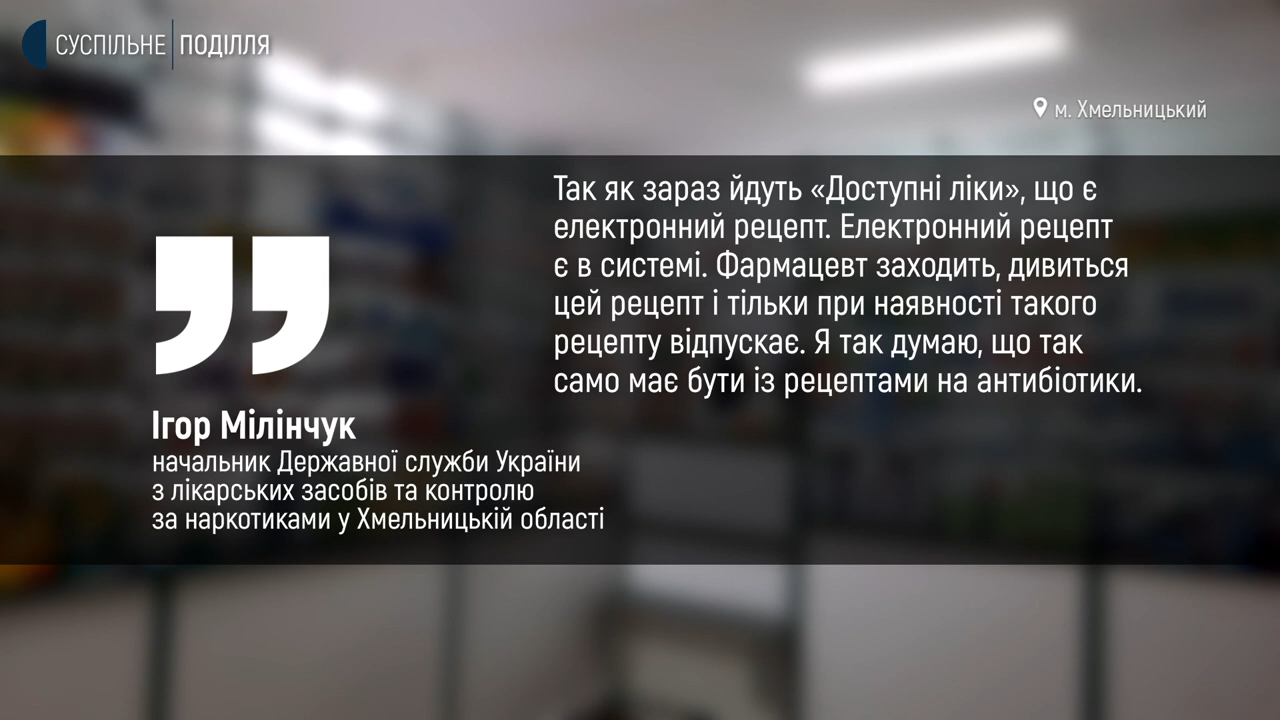 СУСПІЛЬНЕ ПОДІЛЛЯ
м. Хмельницький
Так як зараз йдуть «Доступні ліки», що є
електронний рецепт. Електронний рецепт
є в системі. Фармацевт заходить, дивиться
цей рецепт і тільки при наявності такого
рецепту відпускає. Я так думаю, що так
само має бути із рецептами на антибіотики.
Ігор Мілінчук
начальник Державної служби України
з лікарських засобів та контролю
за наркотиками у Хмельницькій області